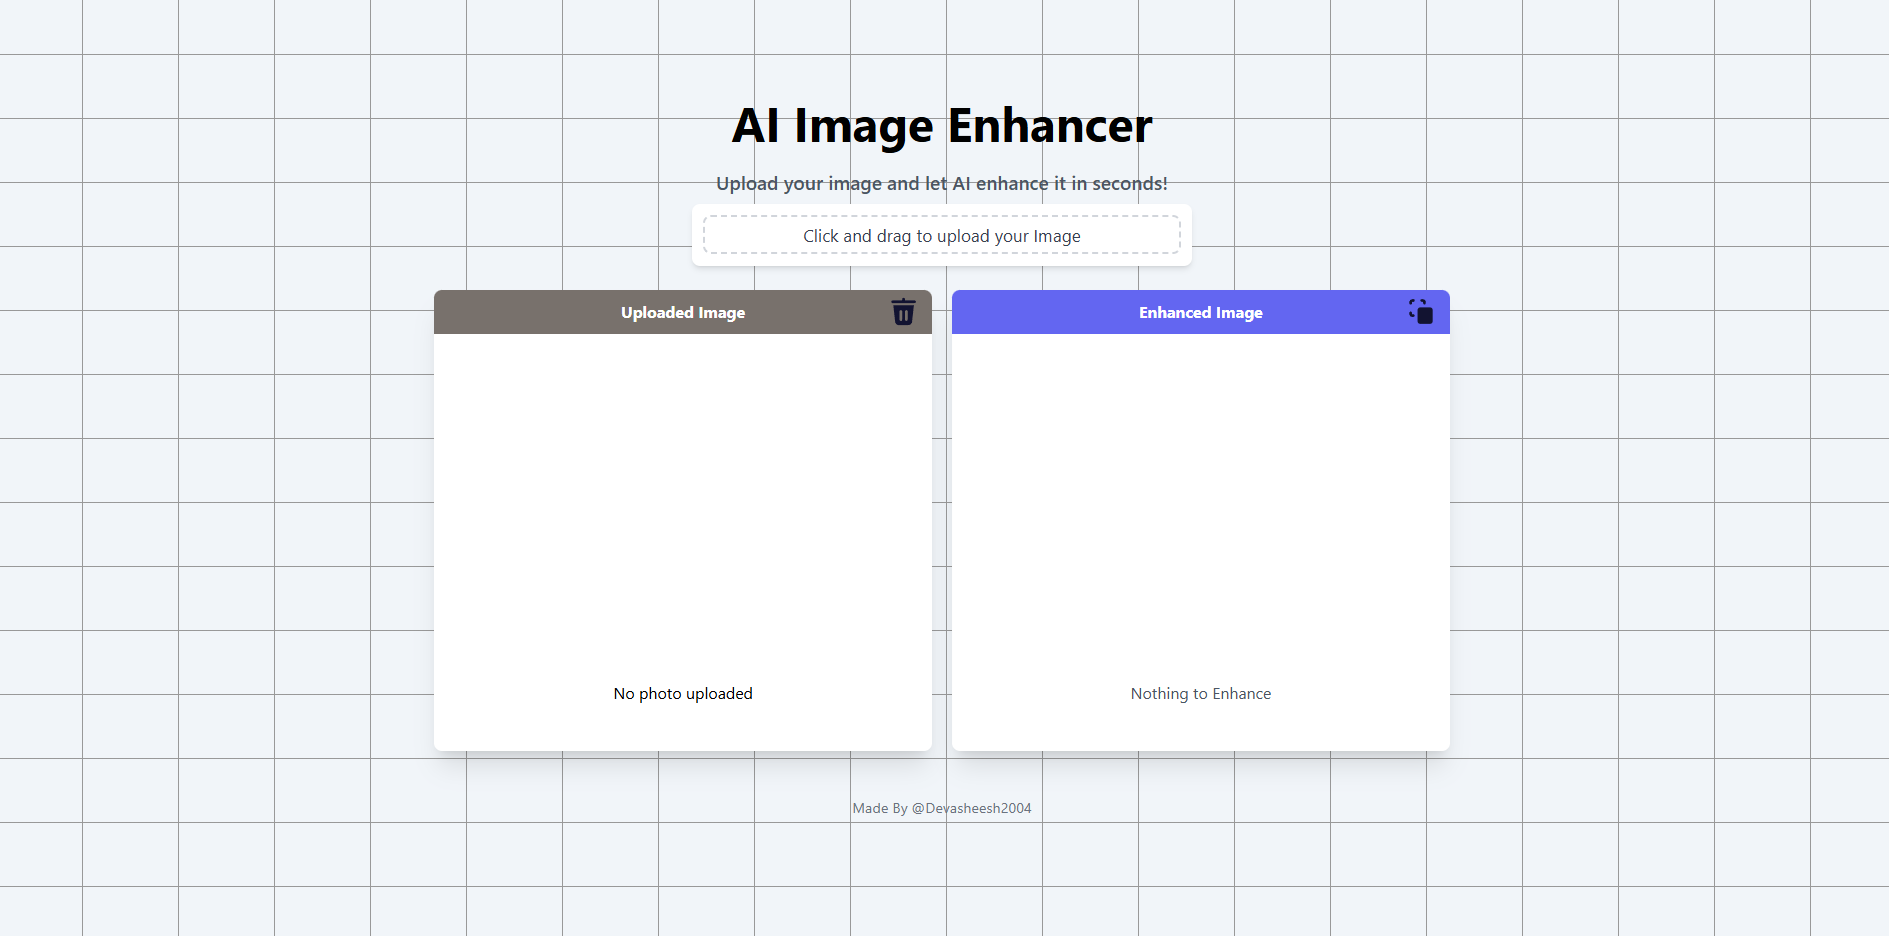 AI Image Enhancer
Upload your image and let AI enhance it in seconds!
Click and drag to upload your Image
Uploaded Image
Enhanced Image
No photo uploaded
Nothing to Enhance
Made By @Devasheesh2004